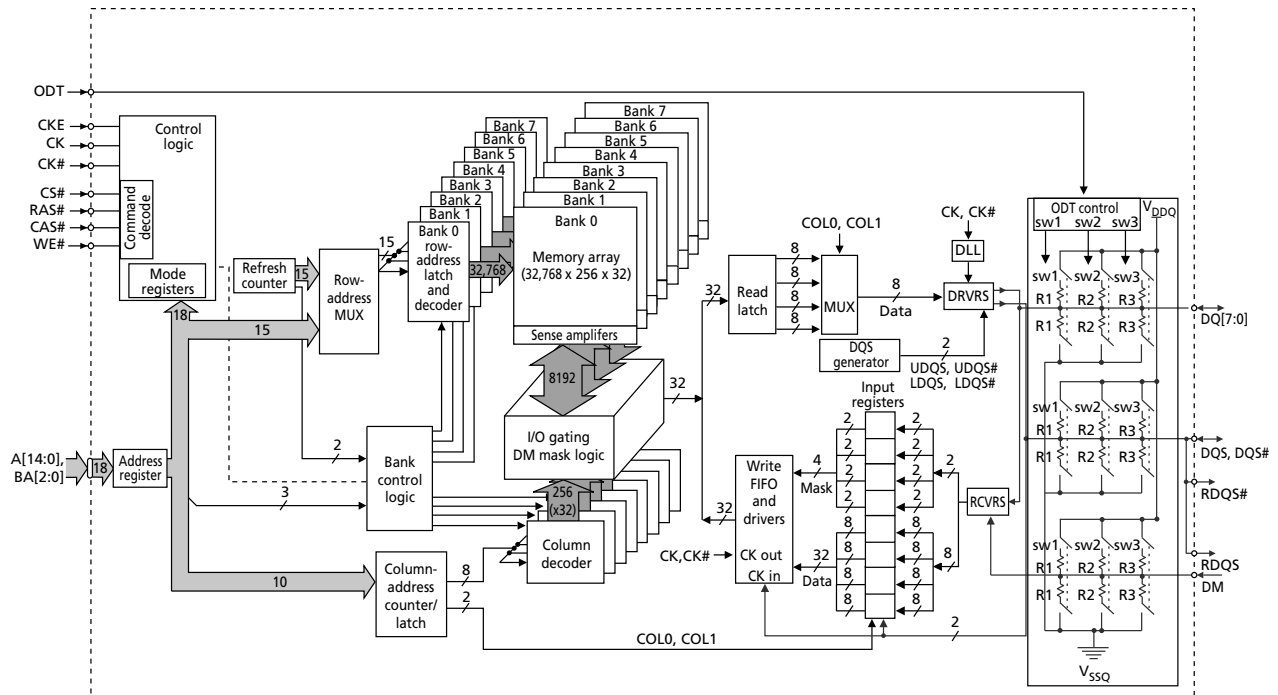 ODT
CKE
CK
CK#
CS#
RAS#
CAS#
WE#
Control
logic
Command
decode
Mode
registers
18
15
Refresh
counter
15
Row-
address
MUX
15
Bank 7
Bank 6
Bank 5
Bank 4
Bank 3
Bank 2
Bank 1
Bank 0
row-
address
latch
and
decoder
32,768
Bank 7
Bank 6
Bank 5
Bank 4
Bank 3
Bank 2
Bank 1
Bank 0
Memory array
(32,768 x 256 x 32)
Sense amplifers
8192
I/O gating
DM mask logic
32
256
(x32)
Column
decoder
A[14:0],
BA[2:0]
18
Address
register
2
3
Bank
control
logic
10
Column-
address
counter/
latch
8
2
COL0, COL1
32
Read
latch
8
8
8
8
COL0, COL1
MUX
8
Data
CK, CK#
DLL
DRVRS
DQS
generator
2
UDQS, UDQS#
LDQS, LDQS#
Input
registers
2
2
2
2
2
2
2
2
2
4
Mask
8
8
8
8
8
8
8
8
8
32
Data
32
Write
FIFO
and
drivers
CK out
CK in
CK,CK#
RCVRS
2
ODT control
sw1 sw2 sw3
VDDQ
sw1 sw2 sw3
R1 R2 R3
R1 R2 R3
sw1 sw2 sw3
R1 R2 R3
R1 R2 R3
sw1 sw2 sw3
R1 R2 R3
R1 R2 R3
VSSQ
DQ[7:0]
DQS, DQS#
RDQS#
RDQS
DM